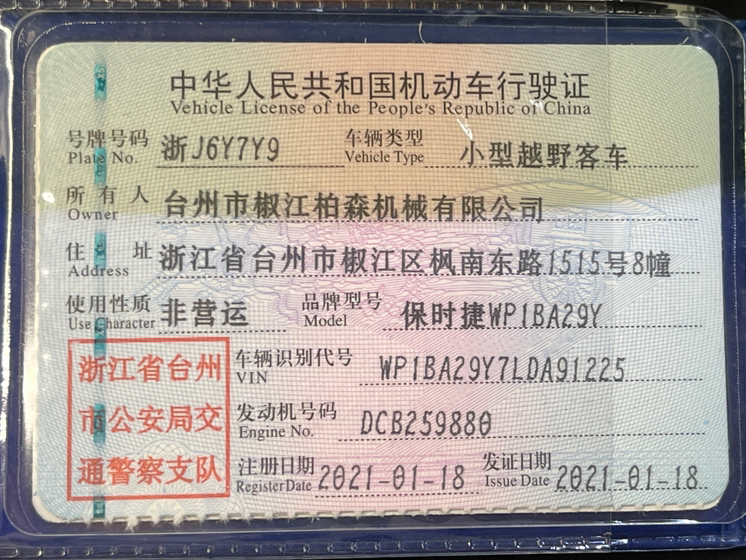 中华人民共和国机动车行驶证
Vehicle License of the People's Republic of China
号牌号码 浙J6Y7Y9 车辆类型 小型越野客车
Plate No. Vehicle Type
所有人 台州市椒江柏森机械有限公司
Owner
住址 浙江省台州市椒江区枫南东路1515号8幢
Address
使用性质 非营运 品牌型号 保时捷WP1BA29Y
Use Character Model
浙江省台州
市公安局交
通警察支队
车辆识别代号 WP1BA29Y7LDA91225
VIN
发动机号码 DCB259880
Engine No.
注册日期 2021-01-18 发证日期 2021-01-18
Register Date Issue Date